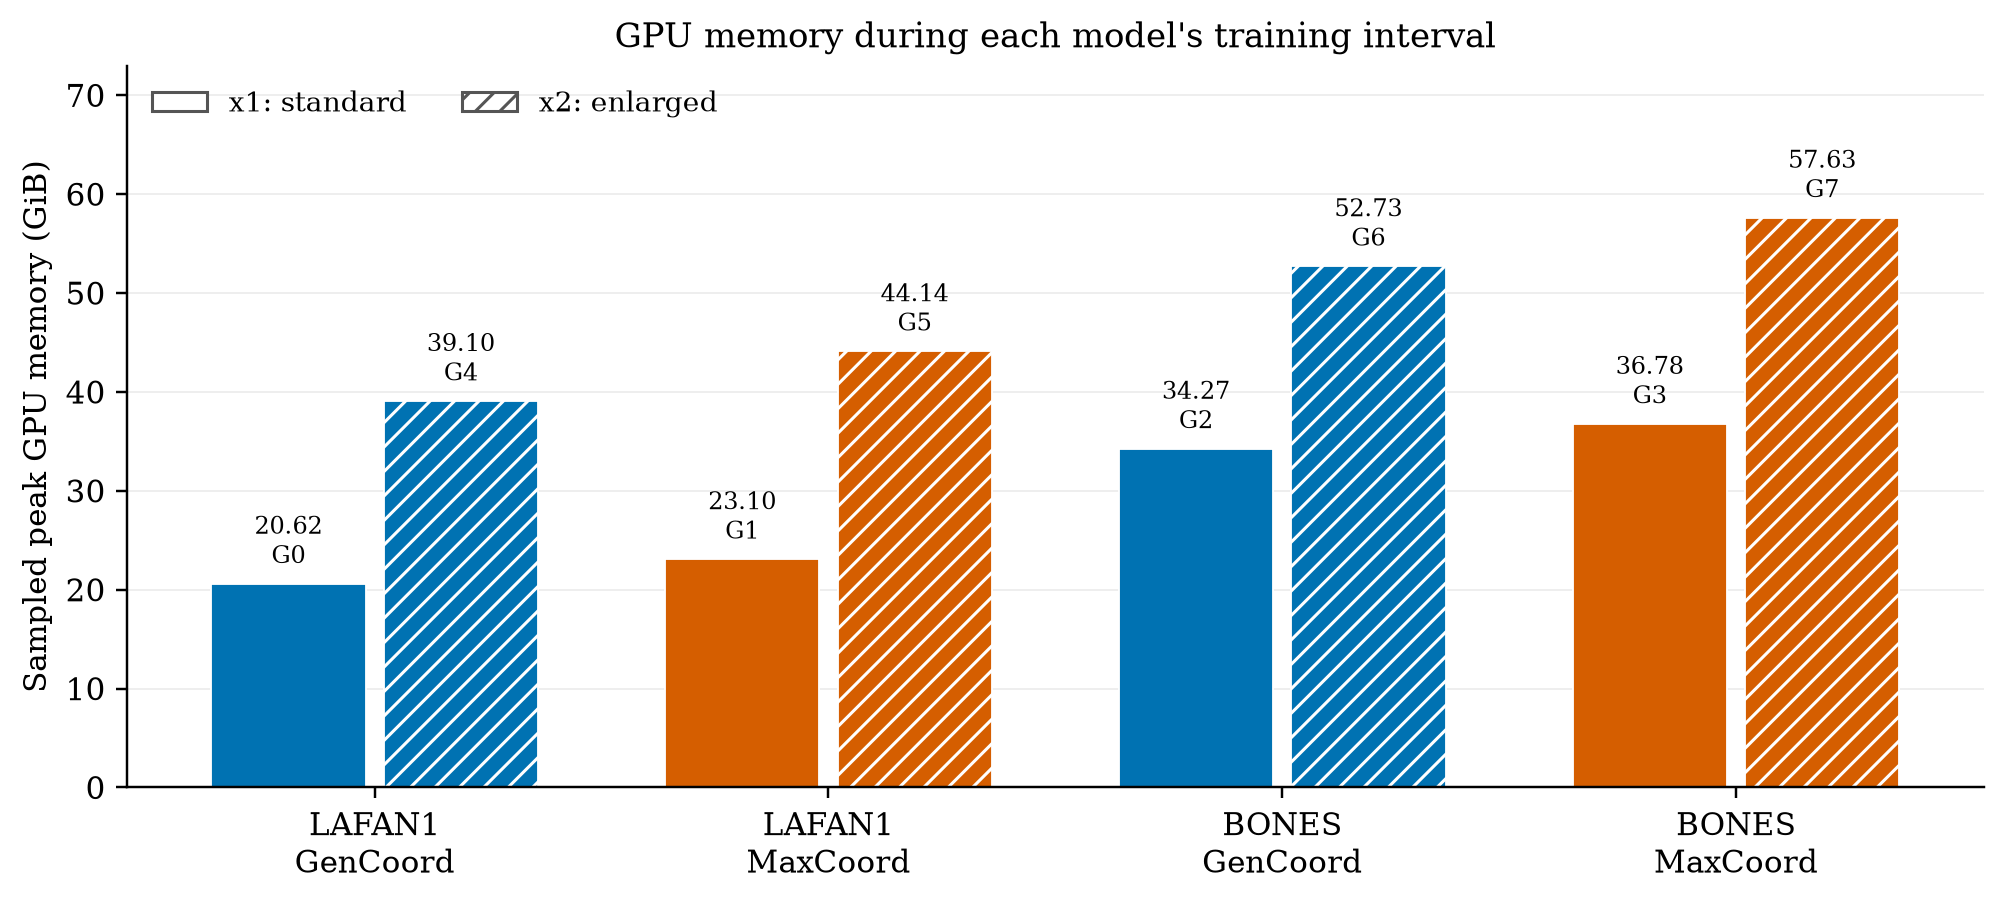 GPU memory during each model's training interval
x1: standard
x2: enlarged
Sampled peak GPU memory (GiB)
70
60
50
40
30
20
10
0
20.62
G0
39.10
G4
23.10
G1
44.14
G5
34.27
G2
52.73
G6
36.78
G3
57.63
G7
LAFAN1
GenCoord
LAFAN1
MaxCoord
BONES
GenCoord
BONES
MaxCoord